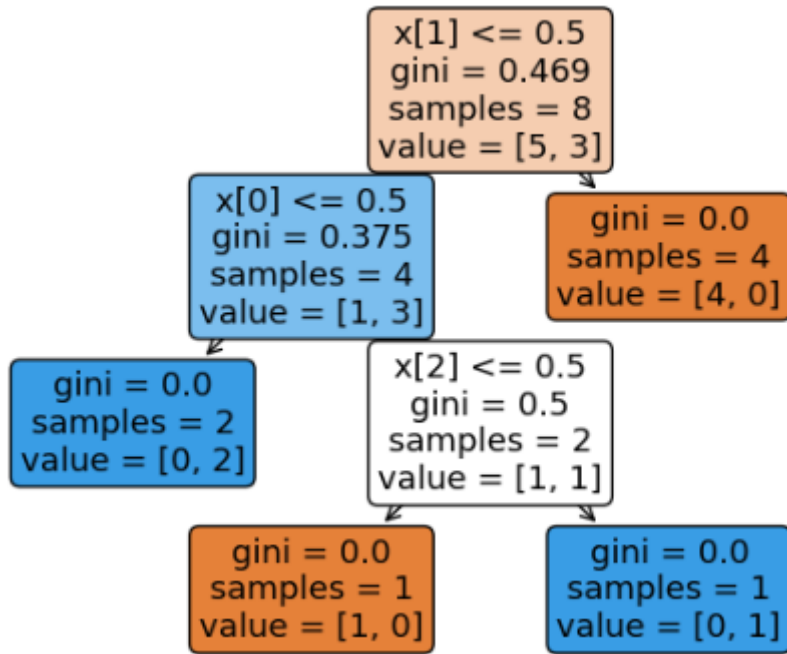 x[1] <= 0.5
gini = 0.469
samples = 8
value = [5, 3]
x[0] <= 0.5
gini = 0.375
samples = 4
value = [1, 3]
gini = 0.0
samples = 4
value = [4, 0]
gini = 0.0
samples = 2
value = [0, 2]
x[2] <= 0.5
gini = 0.5
samples = 2
value = [1, 1]
gini = 0.0
samples = 1
value = [1, 0]
gini = 0.0
samples = 1
value = [0, 1]